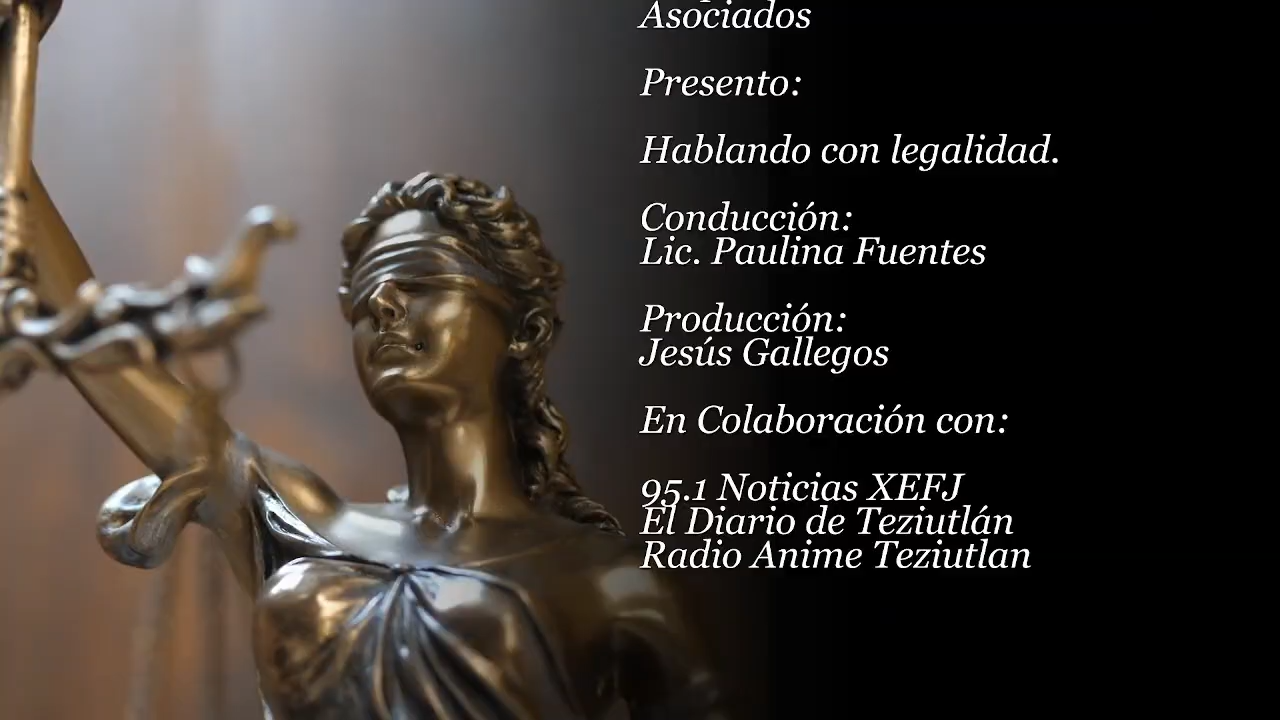 Asociados
Presento:
Hablando con legalidad.
Conducción:
Lic. Paulina Fuentes
Producción:
Jesús Gallegos
En Colaboración con:
95.1 Noticias XEFJ
El Diario de Teziutlán
Radio Anime Teziutlan